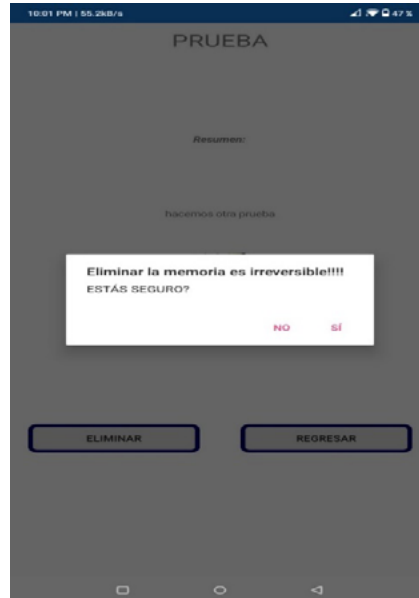 10:01 PM | 55.2kB/s 47 %
PRUEBA
Resumen:
hacemos otra prueba
Eliminar la memoria es irreversible!!!!
ESTÁS SEGURO?
NO SÍ
ELIMINAR REGRESAR